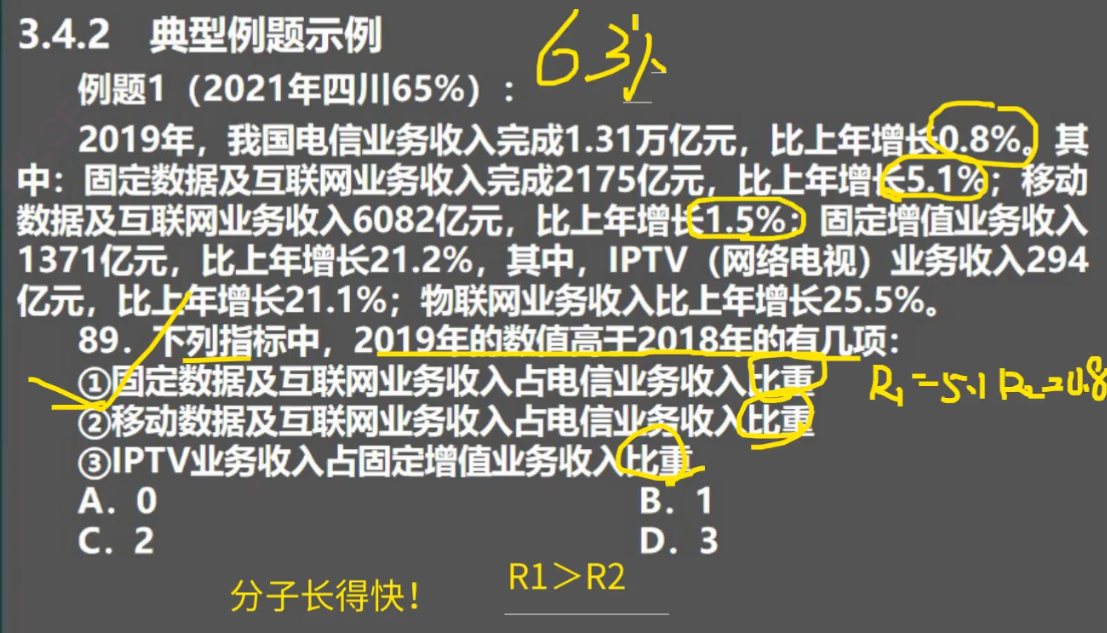 3.4.2 典型例题示例
63%
例题1（2021年四川65%）：
2019年，我国电信业务收入完成1.31万亿元，比上年增长0.8%。其
中：固定数据及互联网业务收入完成2175亿元，比上年增长5.1%；移动
数据及互联网业务收入6082亿元，比上年增长1.5%；固定增值业务收入
1371亿元，比上年增长21.2%，其中，IPTV（网络电视）业务收入294
亿元，比上年增长21.1%；物联网业务收入比上年增长25.5%。
89．下列指标中，2019年的数值高于2018年的有几项：
①固定数据及互联网业务收入占电信业务收入比重 R₁=5.1 R₂=0.8
②移动数据及互联网业务收入占电信业务收入比重
③IPTV业务收入占固定增值业务收入比重
A．0 B．1
C．2 D．3
分子长得快！ R1＞R2